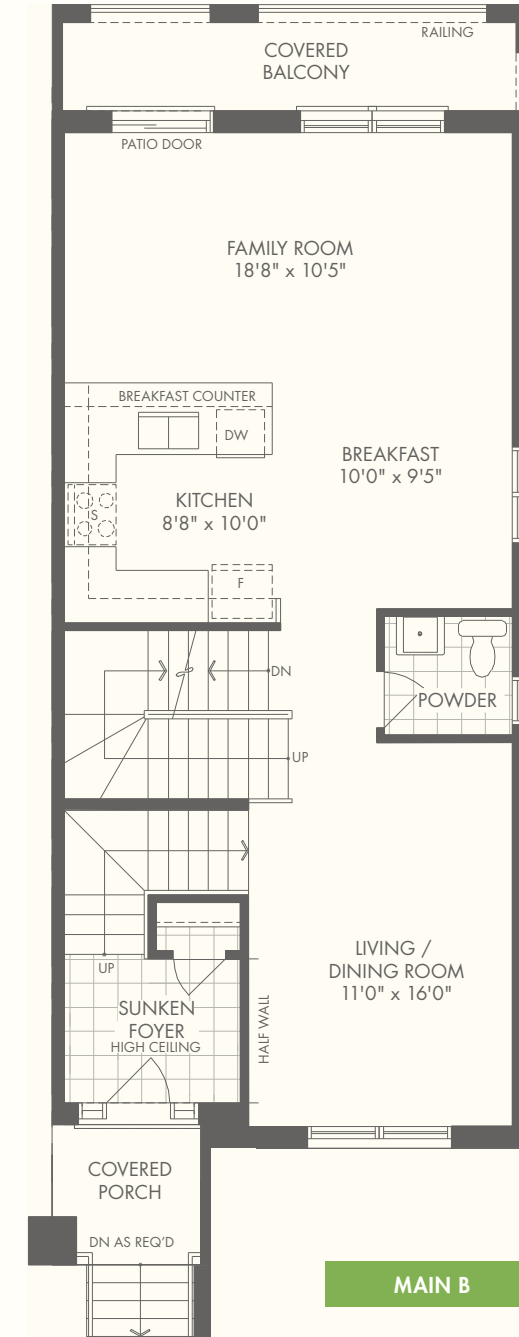 RAILING
COVERED
BALCONY
PATIO DOOR
FAMILY ROOM
18'8" x 10'5"
BREAKFAST COUNTER
DW
BREAKFAST
10'0" x 9'5"
S
KITCHEN
8'8" x 10'0"
F
DN
POWDER
UP
LIVING /
DINING ROOM
11'0" x 16'0"
UP
SUNKEN
FOYER
HIGH CEILING
HALF WALL
COVERED
PORCH
DN AS REQ'D
MAIN B